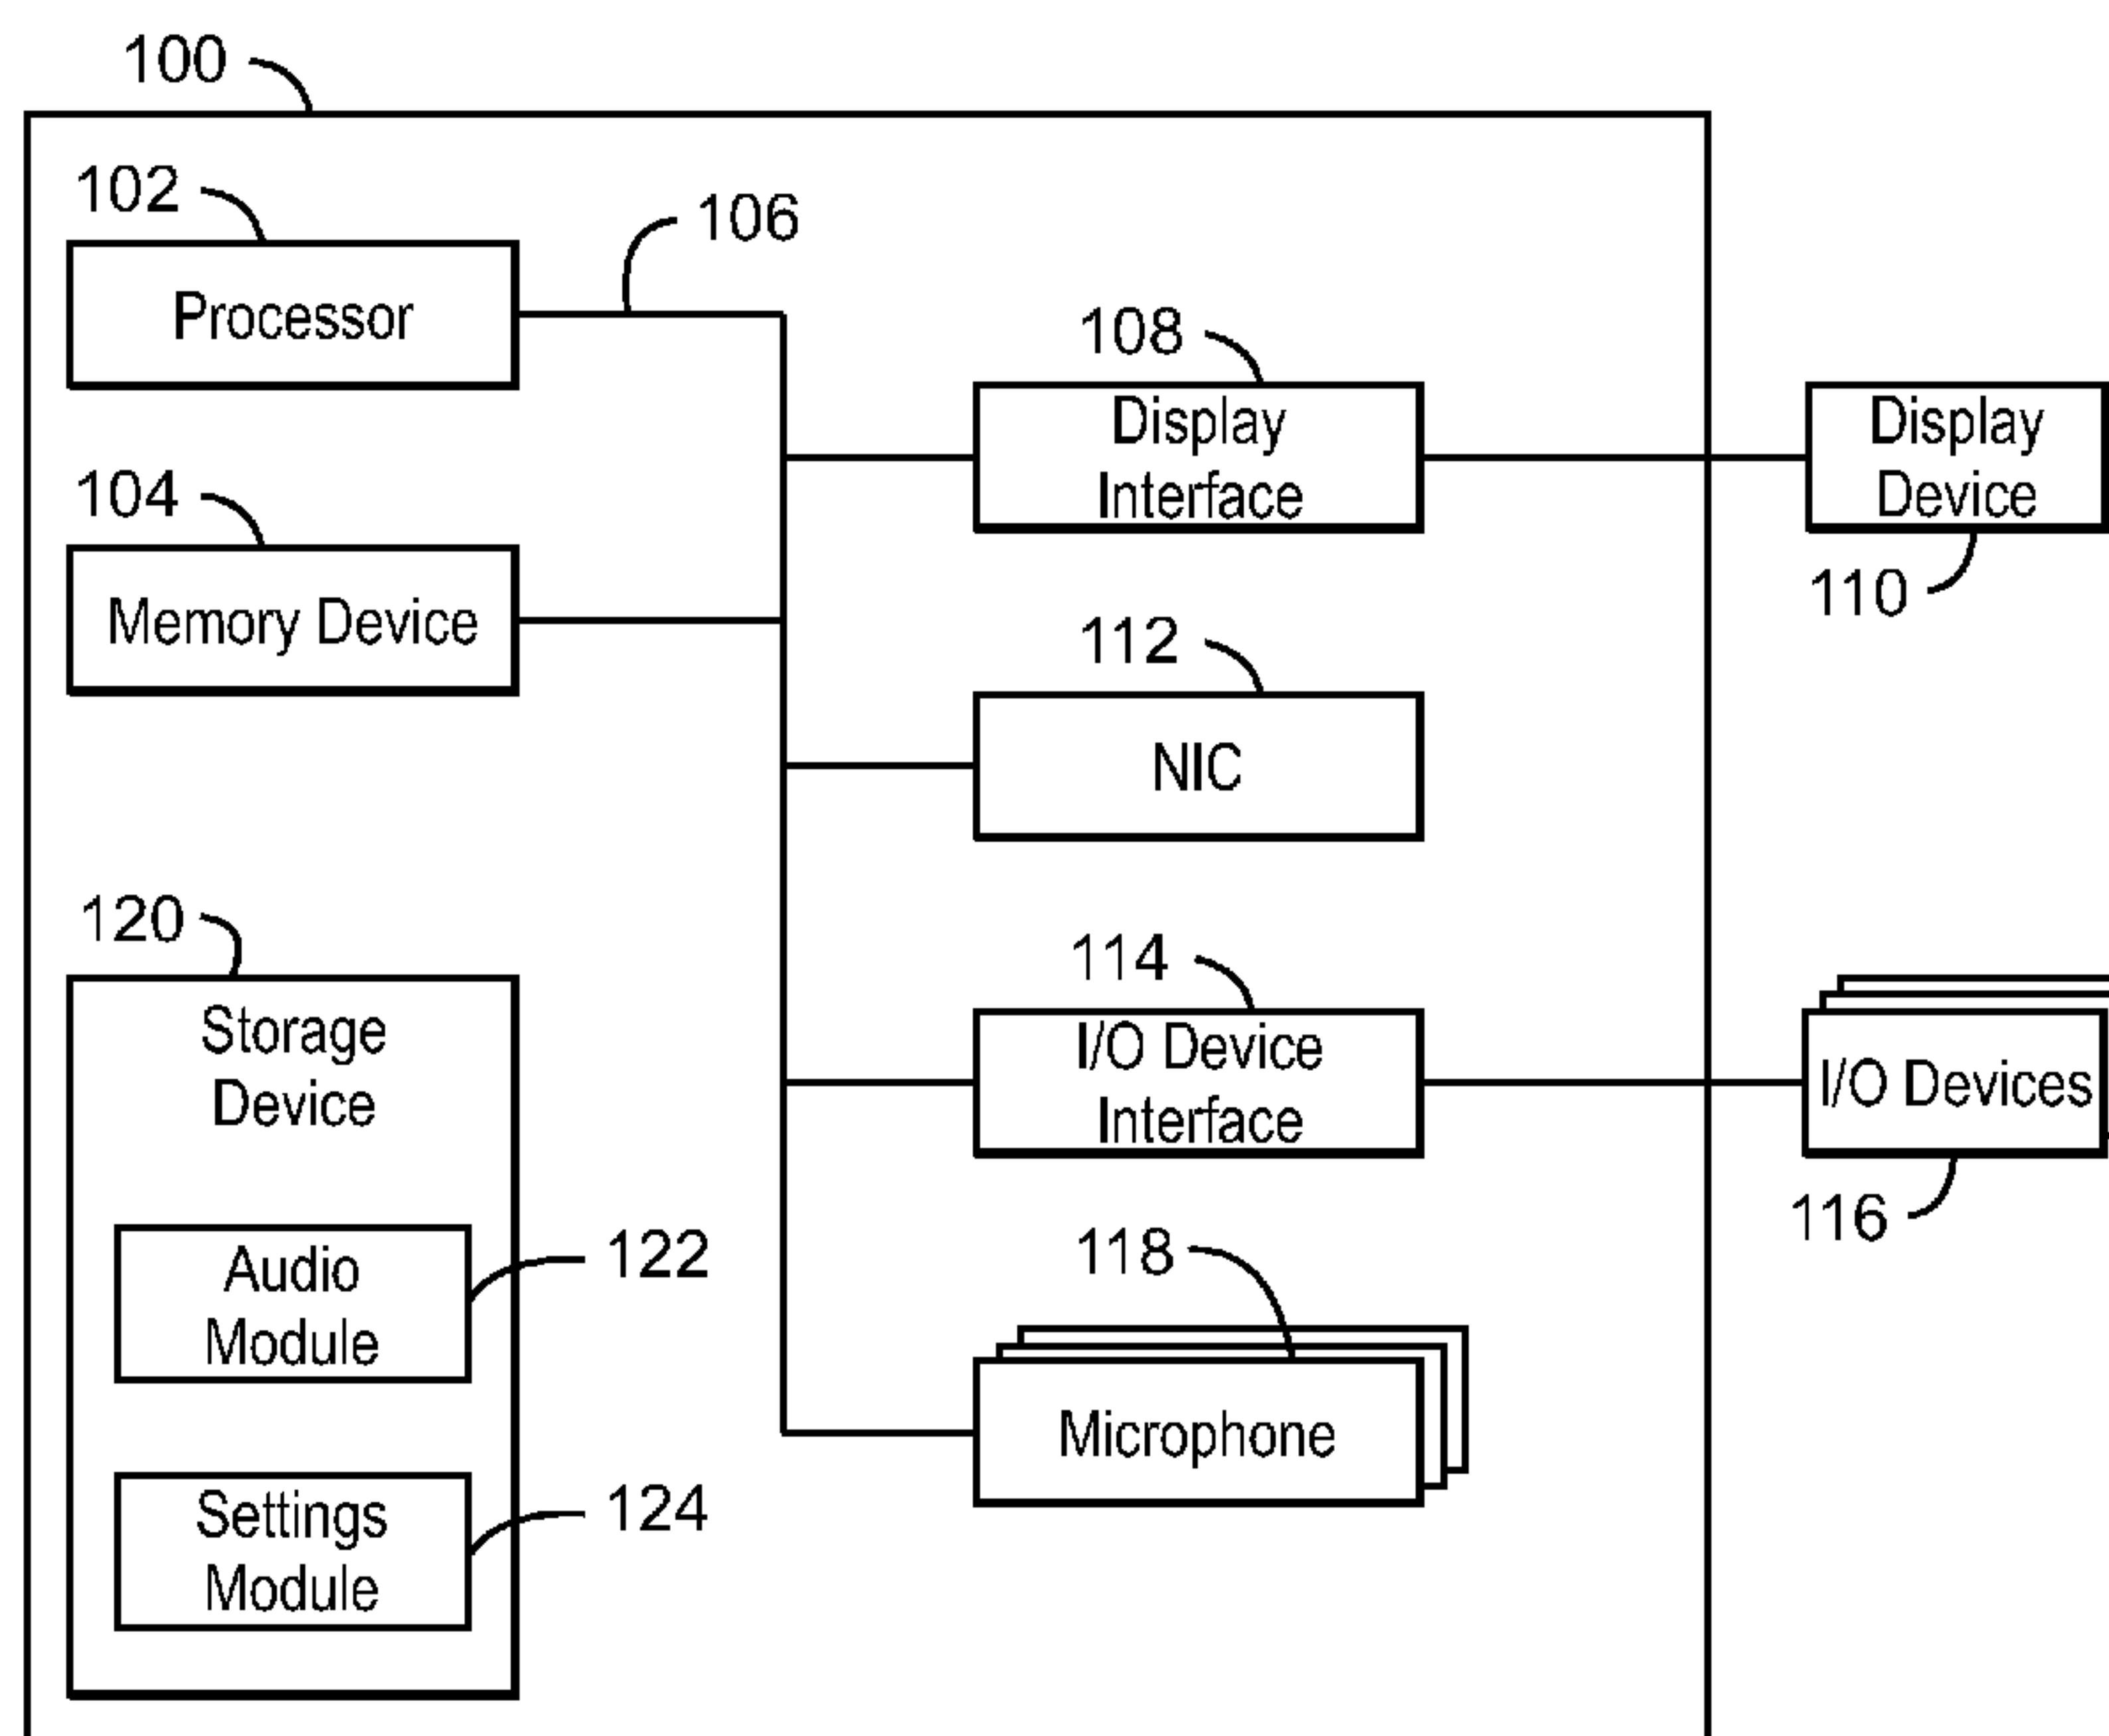 100
102
Processor
106
108
Display
Interface
Display
Device
110
104
Memory Device
112
NIC
120
Storage
Device
114
I/O Device
Interface
I/O Devices
116
Audio
Module
122
118
Microphone
Settings
Module
124